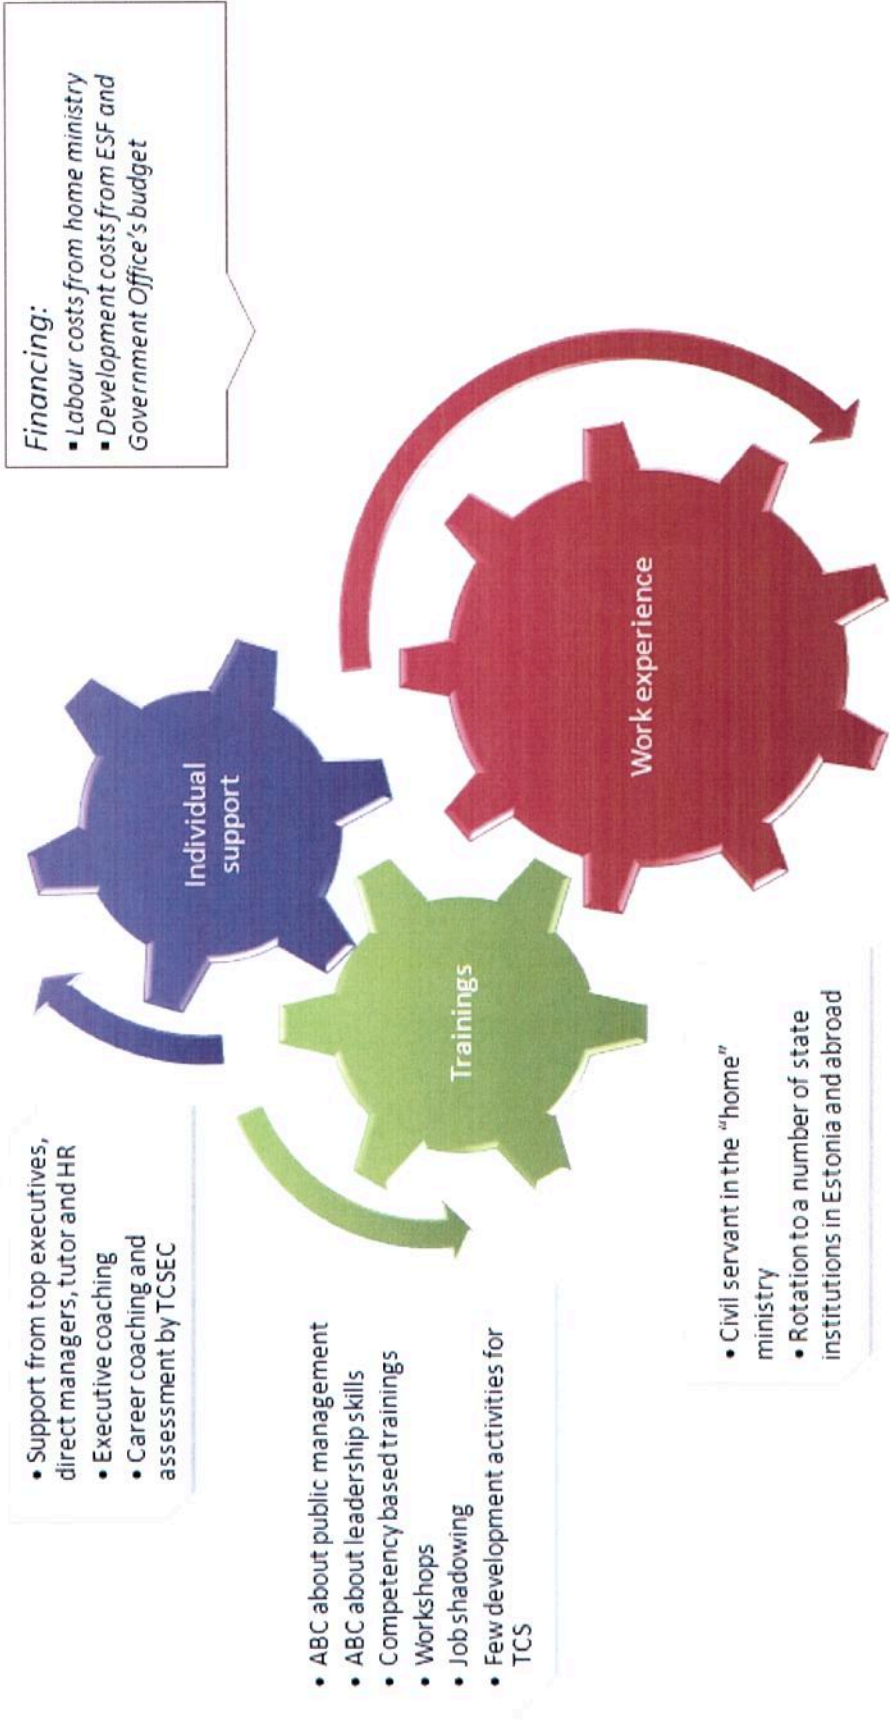 Financing:
▪ Labour costs from home ministry
▪ Development costs from ESF and
Government Office's budget
• Support from top executives,
direct managers, tutor and HR
• Executive coaching
• Career coaching and
assessment by TCSEC
Individual
support
• ABC about public management
• ABC about leadership skills
• Competency based trainings
• Workshops
• Job shadowing
• Few development activities for
TCS
Trainings
Work experience
• Civil servant in the "home"
ministry
• Rotation to a number of state
institutions in Estonia and abroad